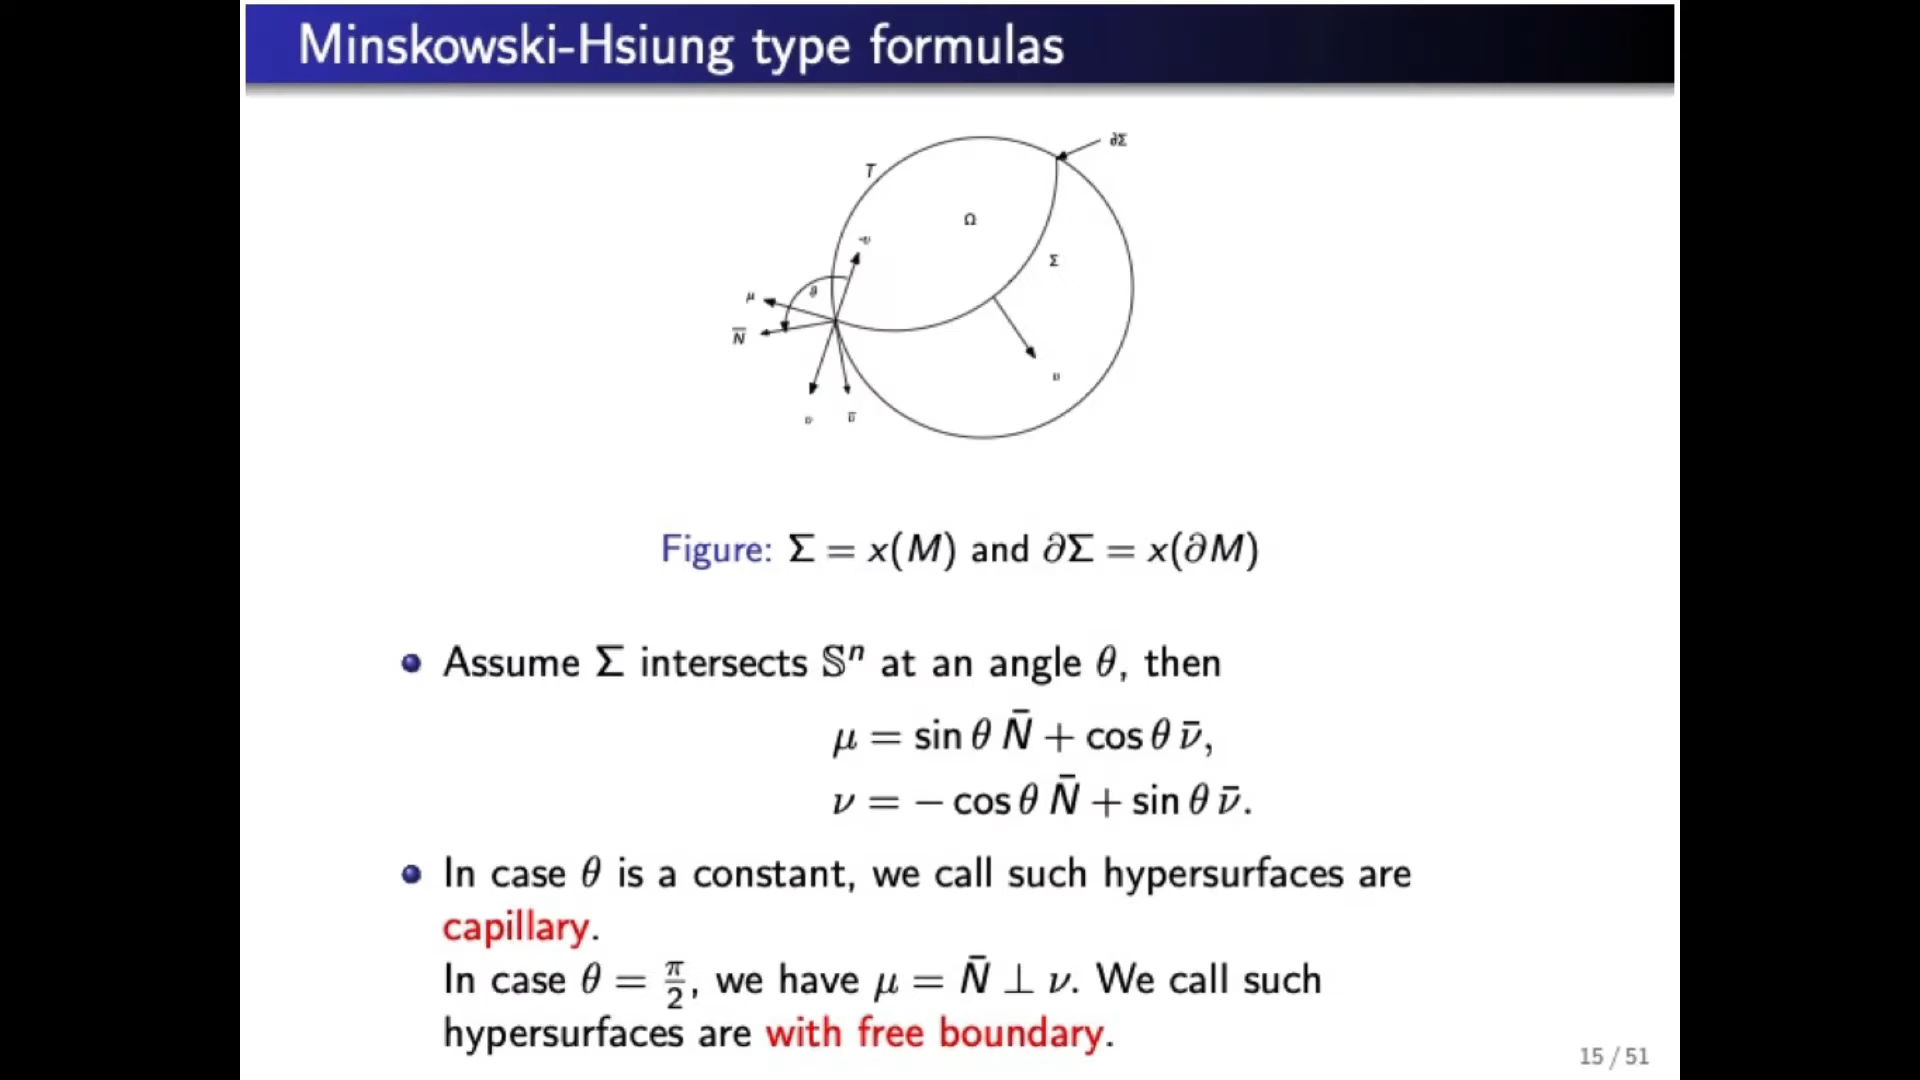 Minskowski-Hsiung type formulas
∂Σ
T
Ω
Σ
-ν
θ
μ
N̄
ν
ν ν̄
Figure: Σ = x(M) and ∂Σ = x(∂M)
Assume Σ intersects 𝕊ⁿ at an angle θ, then
μ = sin θ N̄ + cos θ ν̄,
ν = − cos θ N̄ + sin θ ν̄.
In case θ is a constant, we call such hypersurfaces are
capillary.
In case θ = π/2, we have μ = N̄ ⊥ ν. We call such
hypersurfaces are with free boundary.
15 / 51